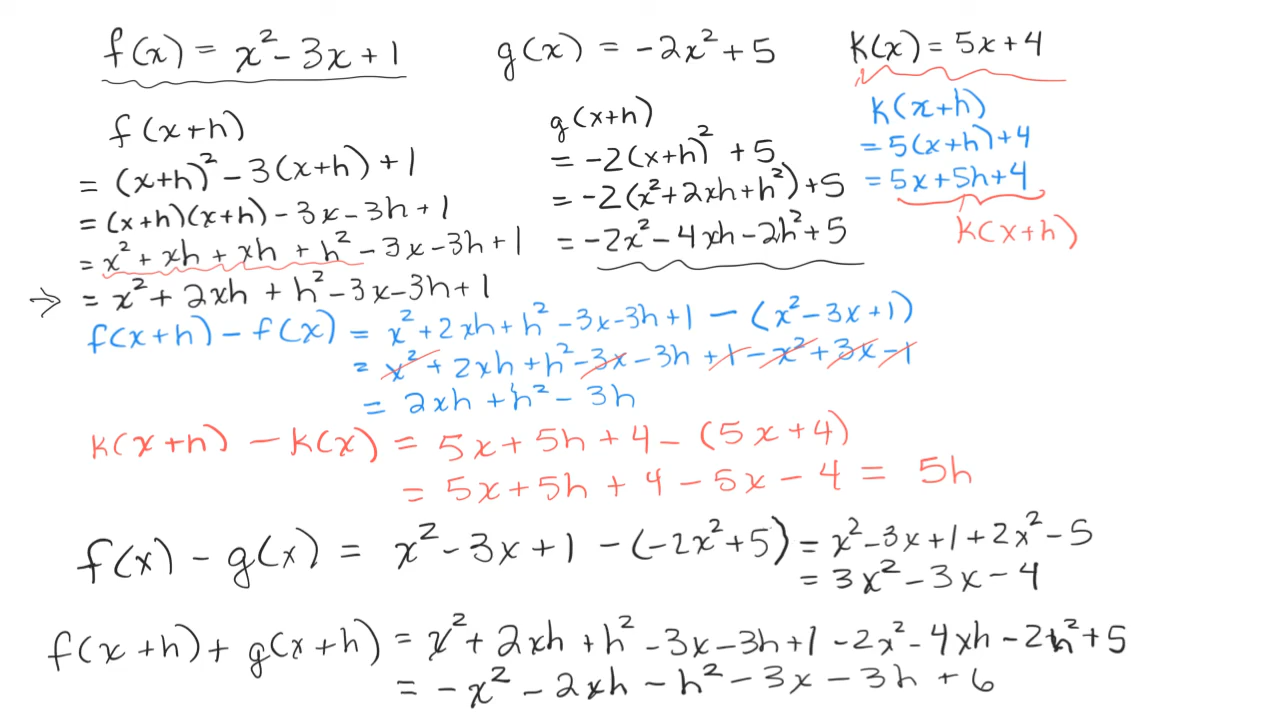 f(x) = x² - 3x + 1
g(x) = -2x² + 5
k(x) = 5x + 4
f(x+h)
= (x+h)² - 3(x+h) + 1
= (x+h)(x+h) - 3x - 3h + 1
= x² + xh + xh + h² - 3x - 3h + 1
→ = x² + 2xh + h² - 3x - 3h + 1
g(x+h)
= -2(x+h)² + 5
= -2(x² + 2xh + h²) + 5
= -2x² - 4xh - 2h² + 5
k(x+h)
= 5(x+h) + 4
= 5x + 5h + 4
k(x+h)
f(x+h) - f(x) = x² + 2xh + h² - 3x - 3h + 1 - (x² - 3x + 1)
= x² + 2xh + h² - 3x - 3h + 1 - x² + 3x - 1
= 2xh + h² - 3h
k(x+h) - k(x) = 5x + 5h + 4 - (5x + 4)
= 5x + 5h + 4 - 5x - 4 = 5h
f(x) - g(x) = x² - 3x + 1 - (-2x² + 5) = x² - 3x + 1 + 2x² - 5
= 3x² - 3x - 4
f(x+h) + g(x+h) = x² + 2xh + h² - 3x - 3h + 1 - 2x² - 4xh - 2h² + 5
= -x² - 2xh - h² - 3x - 3h + 6